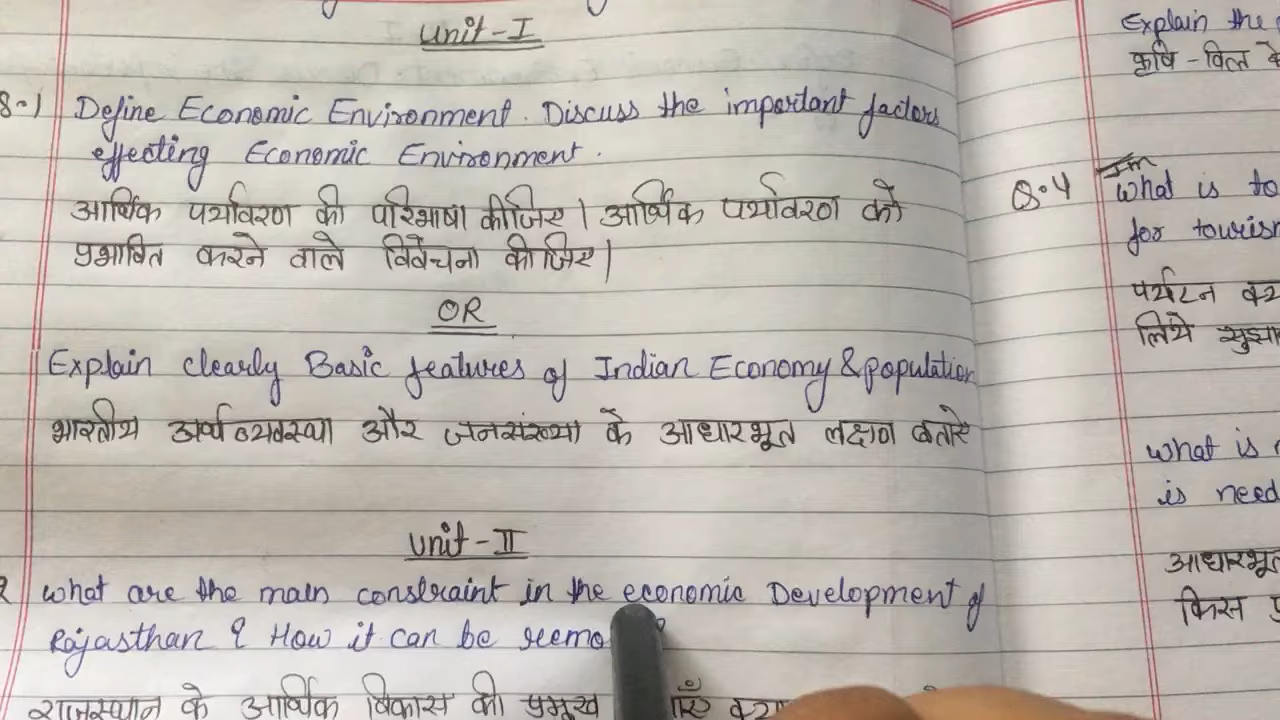 Unit-I
Q.1 Define Economic Environment. Discuss the important factors
effecting Economic Environment.
आर्थिक पर्यावरण की परिभाषा कीजिए। आर्थिक पर्यावरण को
प्रभावित करने वाले विवेचना कीजिए।
OR
Explain clearly Basic features of Indian Economy & population
भारतीय अर्थव्यवस्था और जनसंख्या के आधारभूत लक्षण बताऐ
Unit-II
what are the main constraint in the economic Development of
Rajasthan & How it can be remo
राजस्थान के आर्थिक विकास की प्रमुख
Explain the
कृषि-वित्त के
Q.4 what is to
for touris
पर्यटन क्या
लिये सुझा
what is
is need
आधारभूत
किस